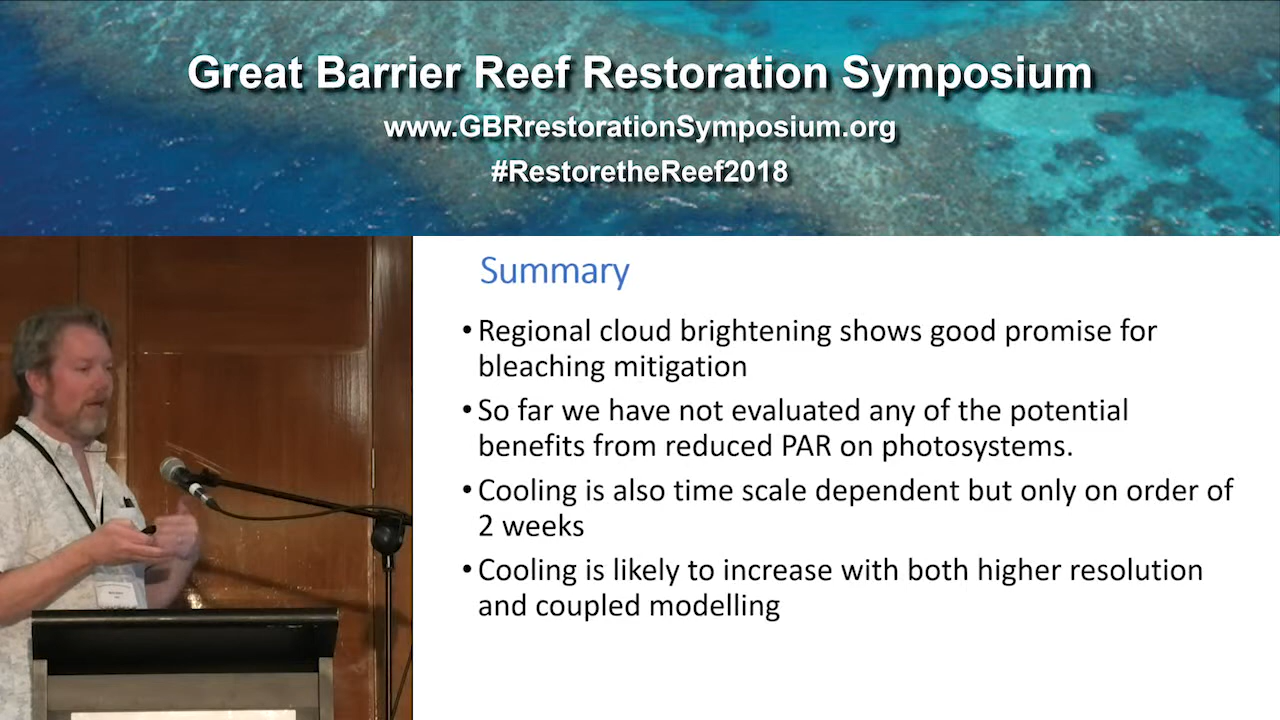 Great Barrier Reef Restoration Symposium
www.GBRrestorationSymposium.org
#RestoretheReef2018
Summary
• Regional cloud brightening shows good promise for
bleaching mitigation
• So far we have not evaluated any of the potential
benefits from reduced PAR on photosystems.
• Cooling is also time scale dependent but only on order of
2 weeks
• Cooling is likely to increase with both higher resolution
and coupled modelling